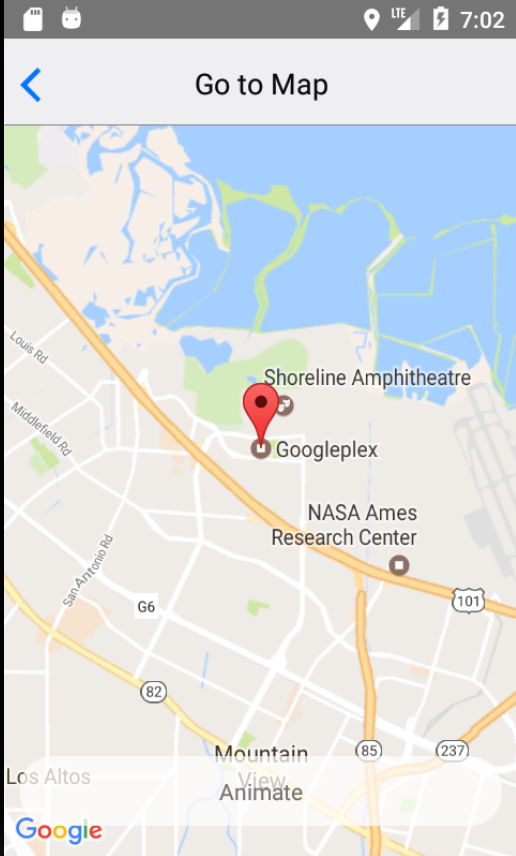 LTE
7:02
Go to Map
Louis Rd
Middlefield Rd
Shoreline Amphitheatre
Googleplex
NASA Ames
Research Center
San Antonio Rd
G6
101
82
85
237
Mountain
View
Los Altos
Animate
Google